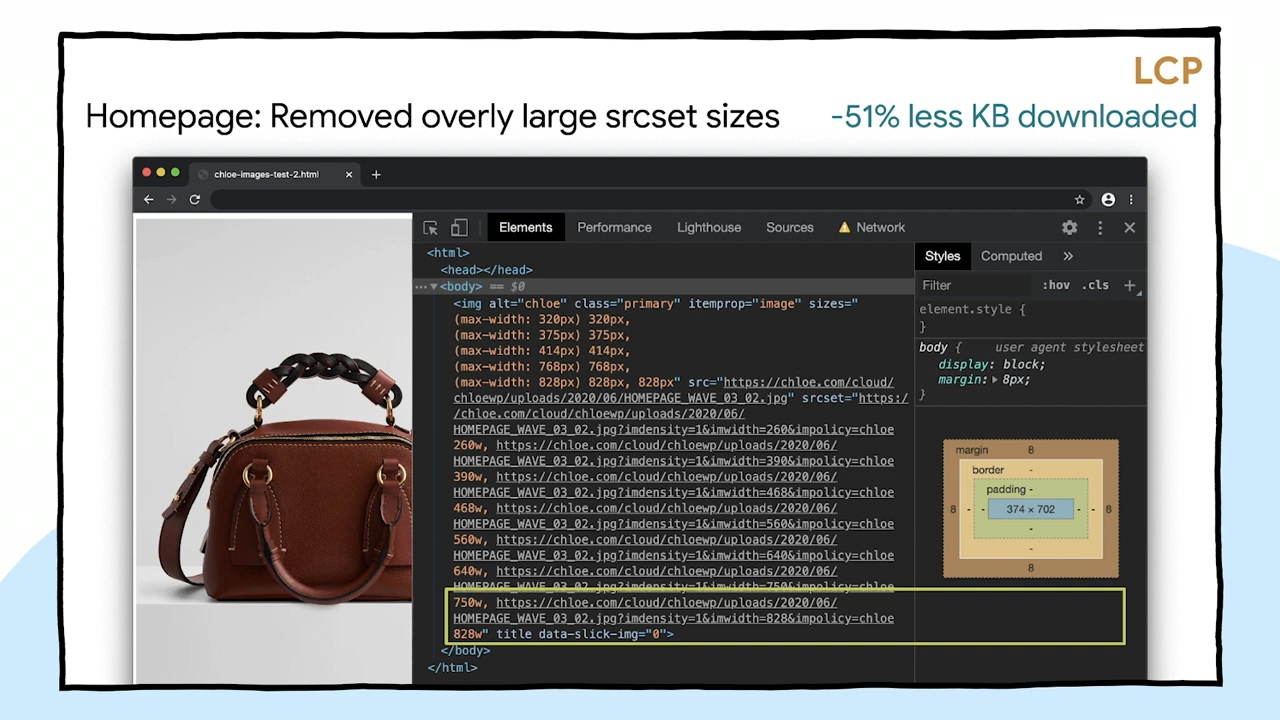 LCP
Homepage: Removed overly large srcset sizes
-51% less KB downloaded
chloe-images-test-2.html
Elements Performance Lighthouse Sources Network
<html>
<head></head>
<body> == $0
<img alt="chloe" class="primary" itemprop="image" sizes="
(max-width: 320px) 320px,
(max-width: 375px) 375px,
(max-width: 414px) 414px,
(max-width: 768px) 768px,
(max-width: 828px) 828px, 828px" src="https://chloe.com/cloud/
chloewp/uploads/2020/06/HOMEPAGE_WAVE_03_02.jpg" srcset="https:/
/chloe.com/cloud/chloewp/uploads/2020/06/
HOMEPAGE_WAVE_03_02.jpg?imdensity=1&imwidth=260&impolicy=chloe
260w, https://chloe.com/cloud/chloewp/uploads/2020/06/
HOMEPAGE_WAVE_03_02.jpg?imdensity=1&imwidth=390&impolicy=chloe
390w, https://chloe.com/cloud/chloewp/uploads/2020/06/
HOMEPAGE_WAVE_03_02.jpg?imdensity=1&imwidth=468&impolicy=chloe
468w, https://chloe.com/cloud/chloewp/uploads/2020/06/
HOMEPAGE_WAVE_03_02.jpg?imdensity=1&imwidth=560&impolicy=chloe
560w, https://chloe.com/cloud/chloewp/uploads/2020/06/
HOMEPAGE_WAVE_03_02.jpg?imdensity=1&imwidth=640&impolicy=chloe
640w, https://chloe.com/cloud/chloewp/uploads/2020/06/
HOMEPAGE_WAVE_03_02.jpg?imdensity=1&imwidth=750&impolicy=chloe
750w, https://chloe.com/cloud/chloewp/uploads/2020/06/
HOMEPAGE_WAVE_03_02.jpg?imdensity=1&imwidth=828&impolicy=chloe
828w" title data-slick-img="0">
</body>
</html>
Styles Computed »
Filter :hov .cls +
element.style {
}
body { user agent stylesheet
display: block;
margin: 8px;
}
margin 8
border -
padding -
8 - - 374 × 702 - - 8
-
-
8